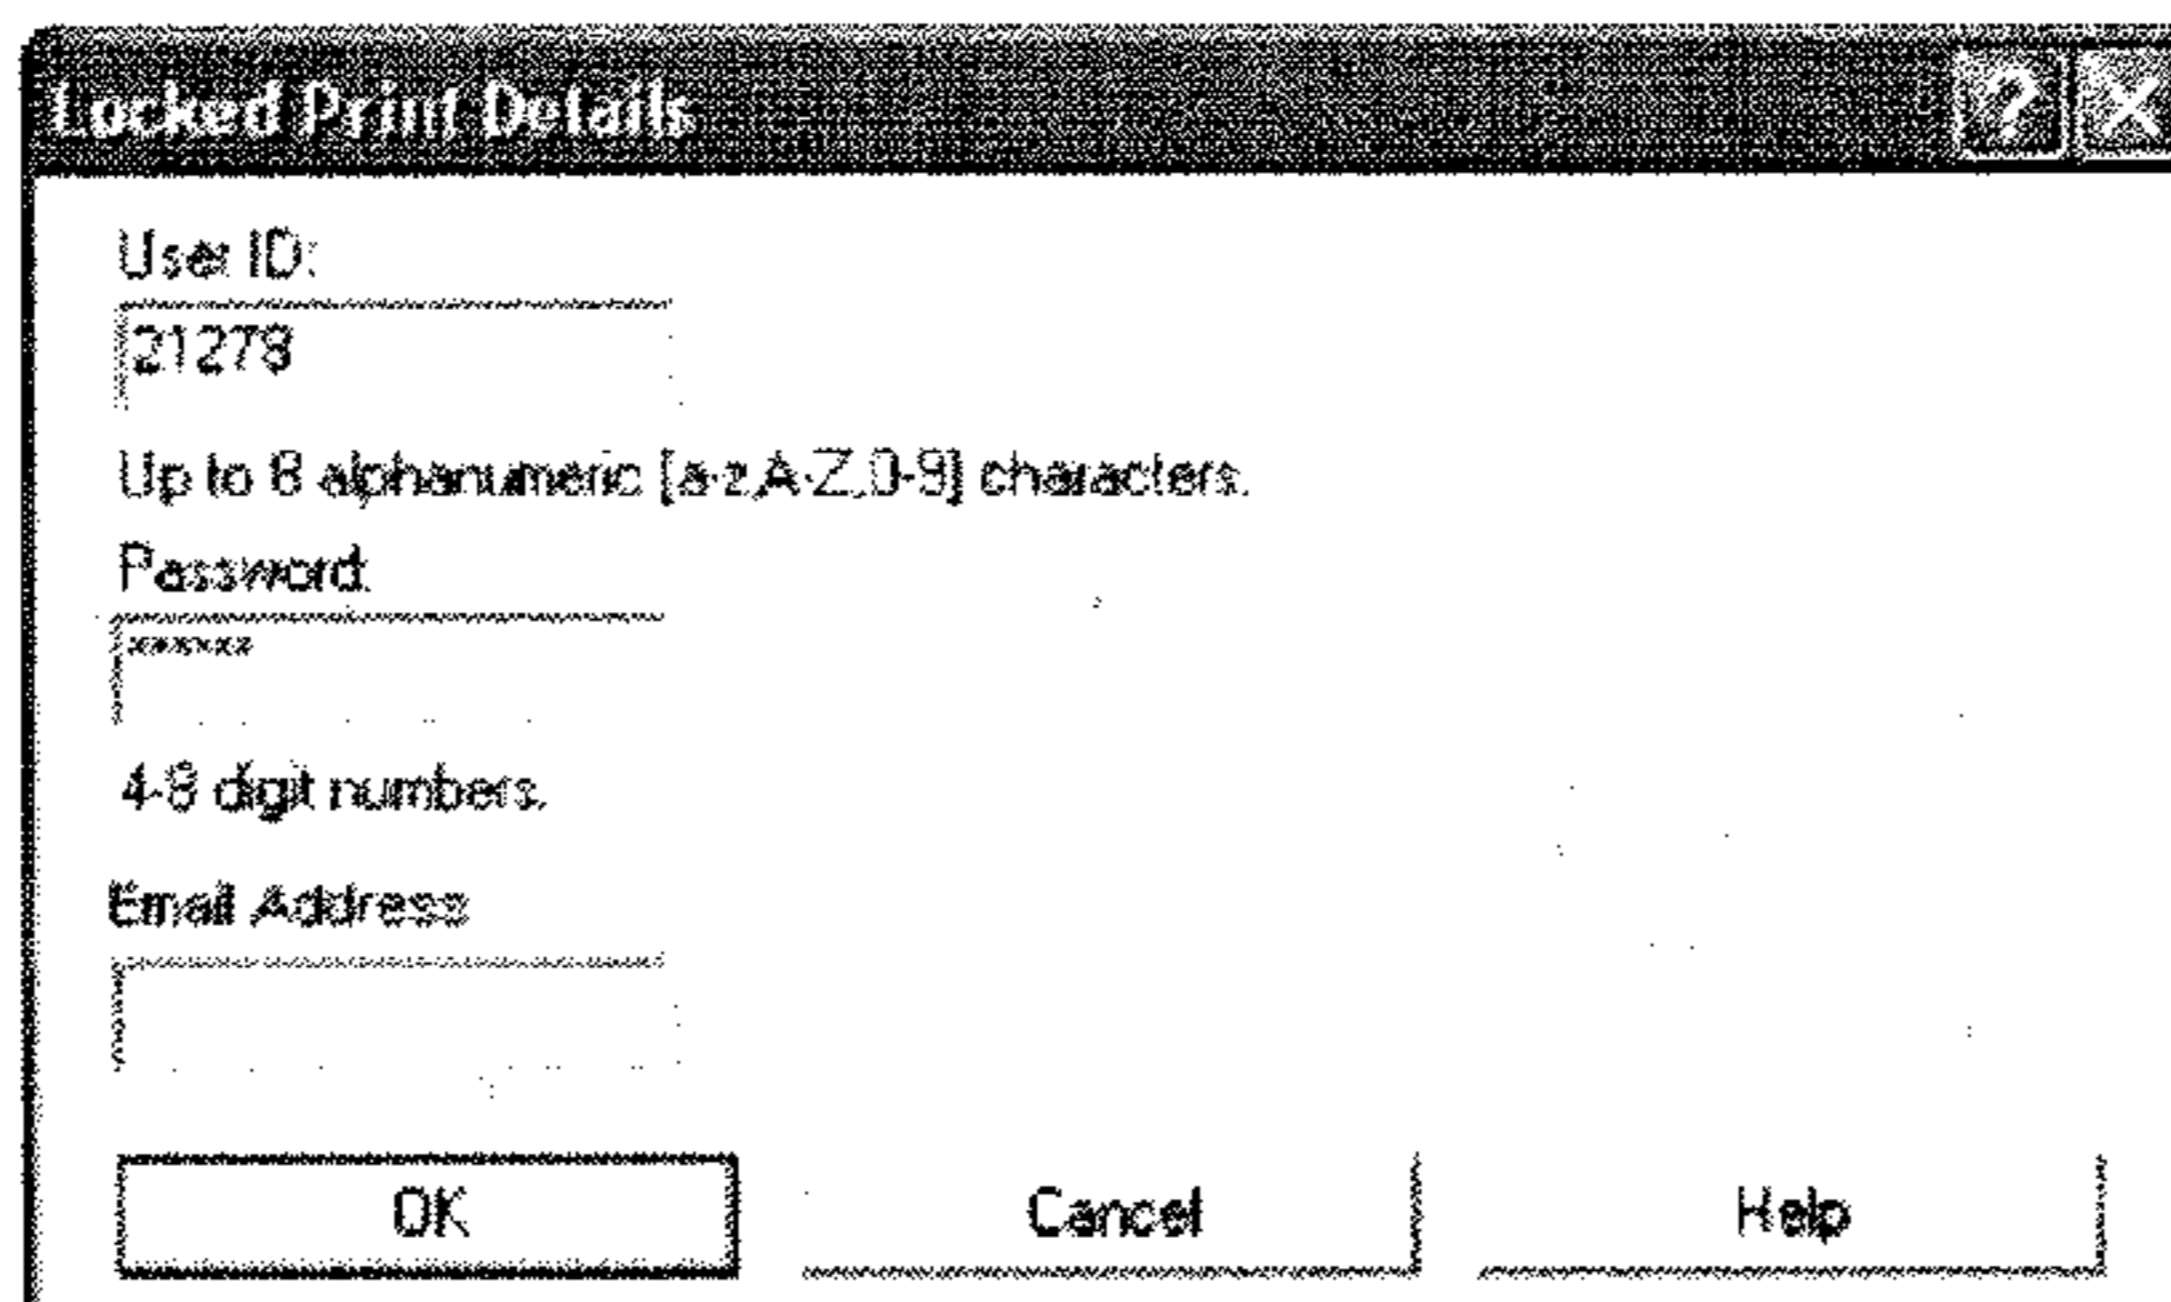 Locked Print Details ? X
User ID:
21278
Up to 8 alphanumeric [a-z,A-Z,0-9] characters.
Password:
******
4-8 digit numbers.
Email Address
OK Cancel Help